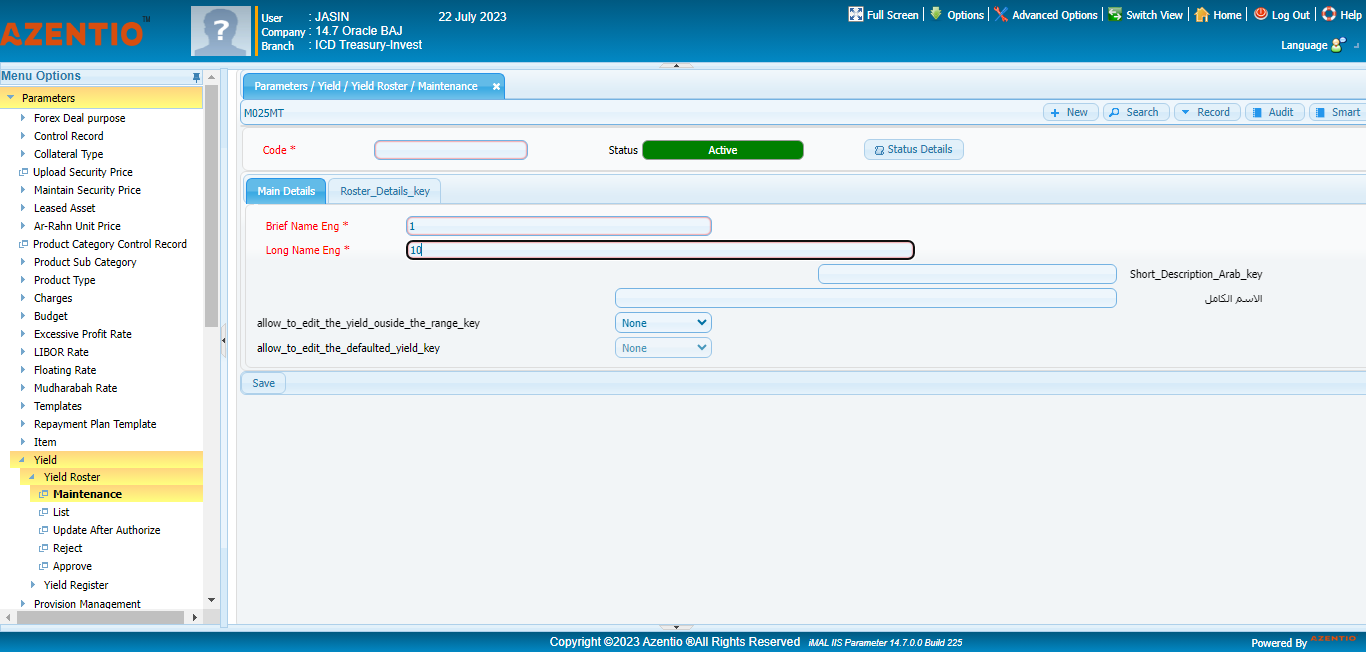 AZENTIO™
?
User : JASIN 22 July 2023
Company : 14.7 Oracle BAJ
Branch : ICD Treasury-Invest
Full Screen Options Advanced Options Switch View Home Log Out Help
Language
Menu Options
Parameters
Forex Deal purpose
Control Record
Collateral Type
Upload Security Price
Maintain Security Price
Leased Asset
Ar-Rahn Unit Price
Product Category Control Record
Product Sub Category
Product Type
Charges
Budget
Excessive Profit Rate
LIBOR Rate
Floating Rate
Mudharabah Rate
Templates
Repayment Plan Template
Item
Yield
Yield Roster
Maintenance
List
Update After Authorize
Reject
Approve
Yield Register
Provision Management
Parameters / Yield / Yield Roster / Maintenance
M025MT
New Search Record Audit Smart
Code * Status Active Status Details
Main Details Roster_Details_key
Brief Name Eng * 1
Long Name Eng * 10
Short_Description_Arab_key
الاسم الكامل
allow_to_edit_the_yield_ouside_the_range_key None
allow_to_edit_the_defaulted_yield_key None
Save
Copyright ©2023 Azentio ®All Rights Reserved iMAL IIS Parameter 14.7.0.0 Build 225
Powered By AZENTIO